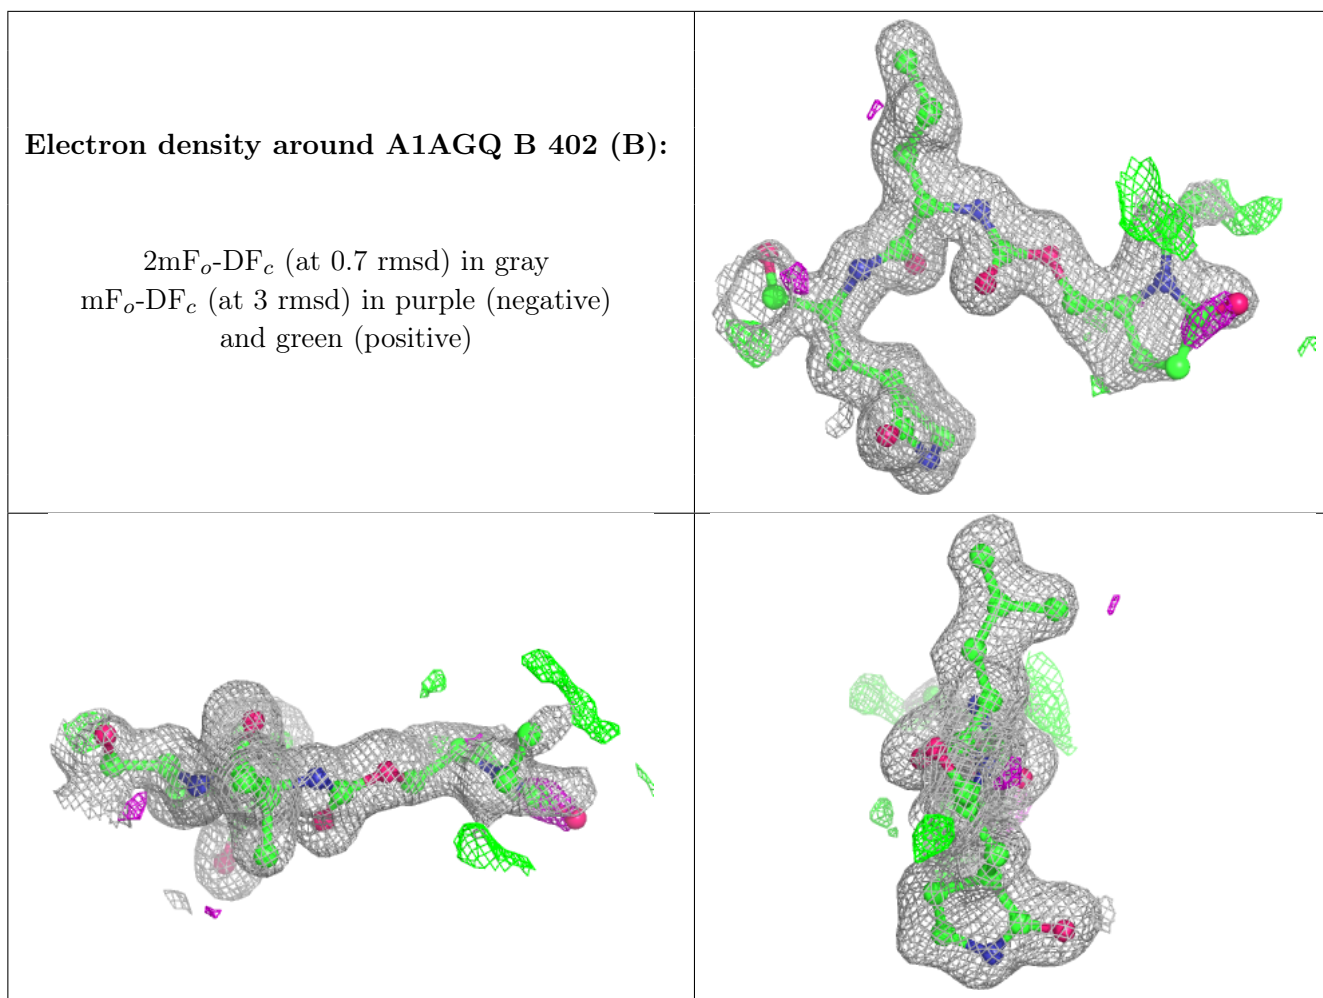 Electron density around A1AGQ B 402 (B):
2mFo-DFc (at 0.7 rmsd) in gray
mFo-DFc (at 3 rmsd) in purple (negative)
and green (positive)